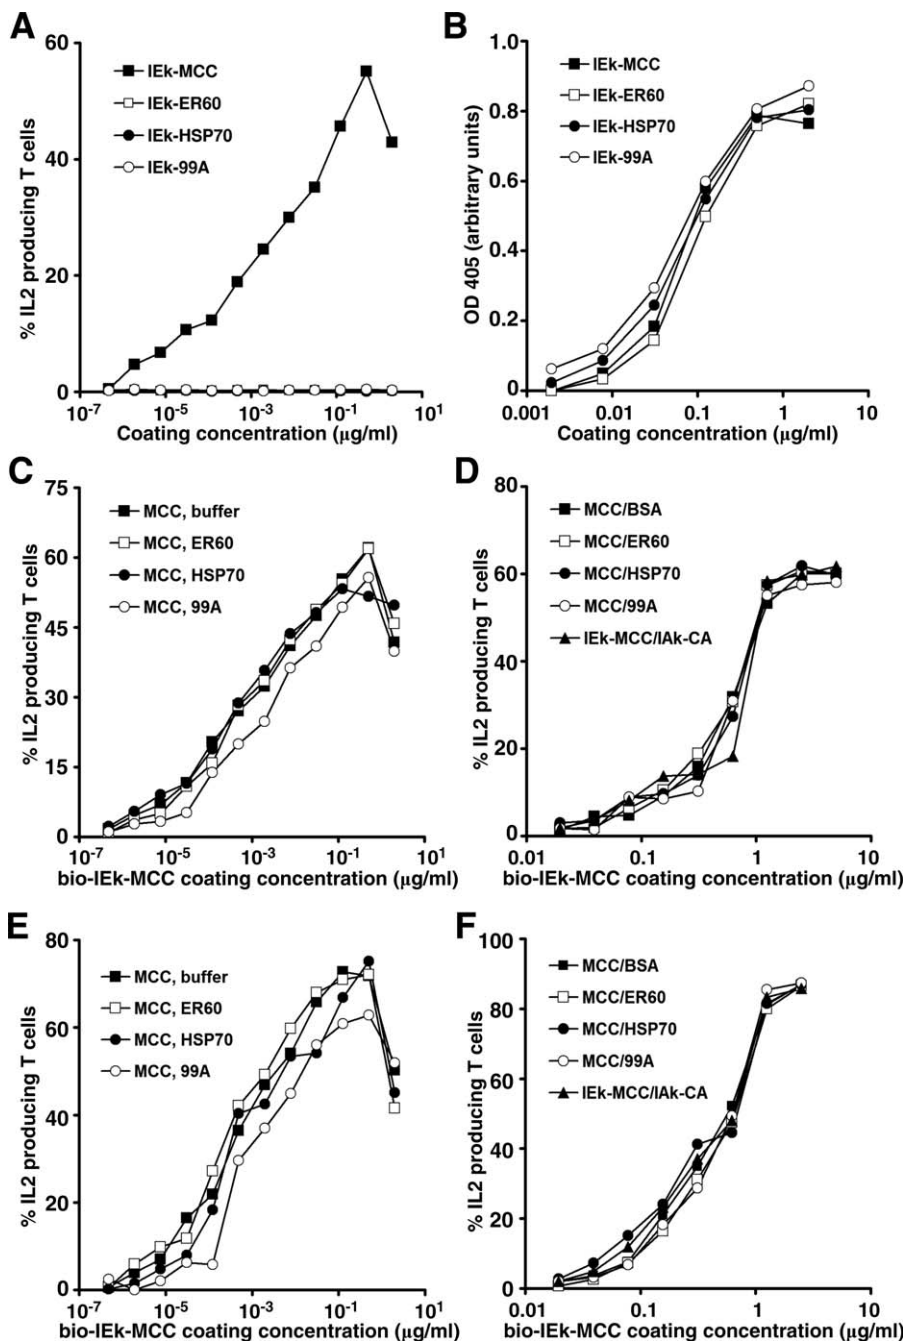 A
60
40
20
0
% IL2 producing T cells
IEk-MCC
IEk-ER60
IEk-HSP70
IEk-99A
10-7
10-5
10-3
10-1
101
Coating concentration (μg/ml)
B
1.0
0.8
0.6
0.4
0.2
0
OD 405 (arbitrary units)
IEk-MCC
IEk-ER60
IEk-HSP70
IEk-99A
0.001
0.01
0.1
1
10
Coating concentration (μg/ml)
C
75
60
45
30
15
0
% IL2 producing T cells
MCC, buffer
MCC, ER60
MCC, HSP70
MCC, 99A
10-7
10-5
10-3
10-1
101
bio-IEk-MCC coating concentration (μg/ml)
D
80
60
40
20
0
% IL2 producing T cells
MCC/BSA
MCC/ER60
MCC/HSP70
MCC/99A
IEk-MCC/IAk-CA
0.01
0.1
1
10
bio-IEk-MCC coating concentration (μg/ml)
E
80
60
40
20
0
% IL2 producing T cells
MCC, buffer
MCC, ER60
MCC, HSP70
MCC, 99A
10-7
10-5
10-3
10-1
101
bio-IEk-MCC coating concentration (μg/ml)
F
100
80
60
40
20
0
% IL2 producing T cells
MCC/BSA
MCC/ER60
MCC/HSP70
MCC/99A
IEk-MCC/IAk-CA
0.01
0.1
1
10
bio-IEk-MCC coating concentration (μg/ml)